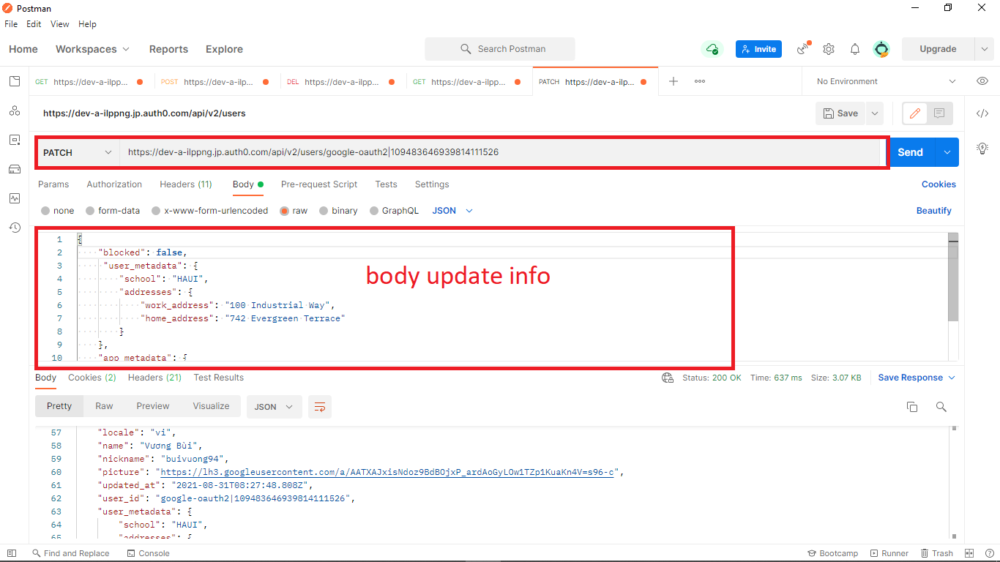 Postman
File Edit View Help
Home Workspaces Reports Explore Search Postman Invite Upgrade
GET https://dev-a-ilpp... POST https://dev-a-ilpp... DEL https://dev-a-ilpp... GET https://dev-a-ilpp... PATCH https://dev-a-ilp... No Environment
https://dev-a-ilppng.jp.auth0.com/api/v2/users Save
PATCH https://dev-a-ilppng.jp.auth0.com/api/v2/users/google-oauth2|109483646939814111526 Send
Params Authorization Headers (11) Body Pre-request Script Tests Settings Cookies
none form-data x-www-form-urlencoded raw binary GraphQL JSON Beautify
1 {
2 "blocked": false,
3 "user_metadata": {
body update info
4 "school": "HAUI",
5 "addresses": {
6 "work_address": "100 Industrial Way",
7 "home_address": "742 Evergreen Terrace"
8 }
9 },
10 "app_metadata": {
Body Cookies (2) Headers (21) Test Results Status: 200 OK Time: 637 ms Size: 3.07 KB Save Response
Pretty Raw Preview Visualize JSON
57 "locale": "vi",
58 "name": "Vương Bùi",
59 "nickname": "buivuong94",
60 "picture": "https://lh3.googleusercontent.com/a/AATXAJxisNdoz9BdBOjxP_ardAoGyLOw1TZp1KuaKn4V=s96-c",
61 "updated_at": "2021-08-31T08:27:48.808Z",
62 "user_id": "google-oauth2|109483646939814111526",
63 "user_metadata": {
64 "school": "HAUI",
65 "addresses": {
Find and Replace Console Bootcamp Runner Trash